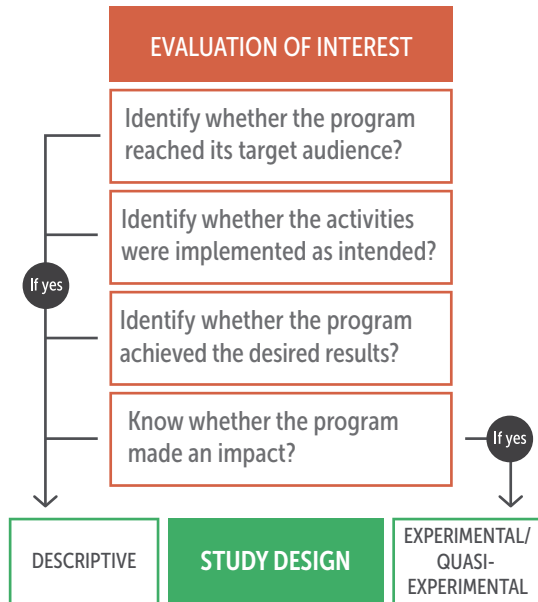 EVALUATION OF INTEREST
Identify whether the program
reached its target audience?
Identify whether the activities
were implemented as intended?
If yes
Identify whether the program
achieved the desired results?
Know whether the program
made an impact?
If yes
DESCRIPTIVE
STUDY DESIGN
EXPERIMENTAL/
QUASI-
EXPERIMENTAL